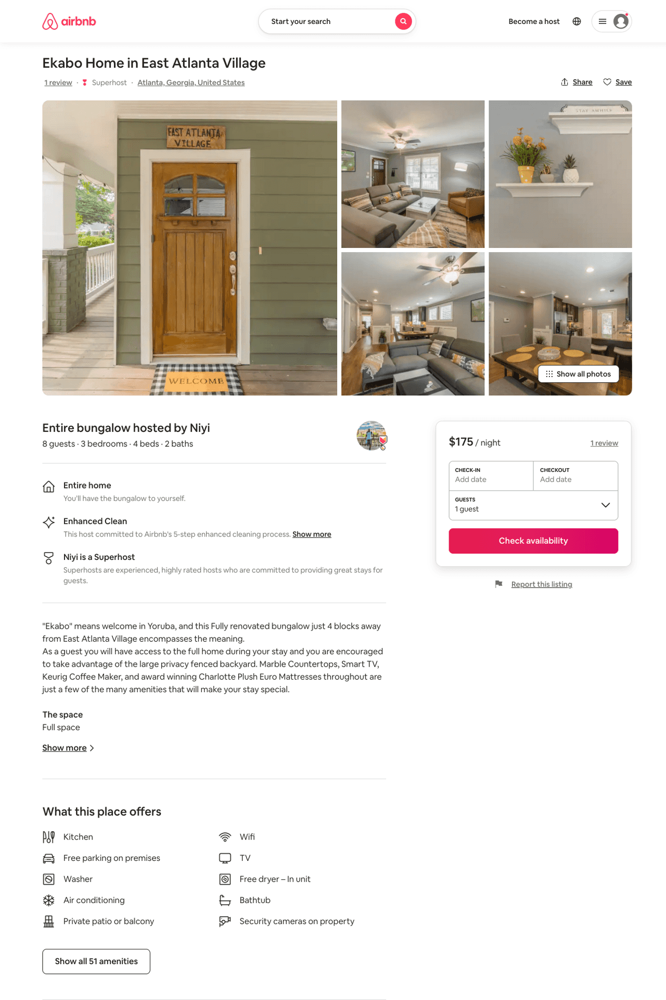 airbnb
Start your search
Become a host
Ekabo Home in East Atlanta Village
1 review · Superhost · Atlanta, Georgia, United States
Share
Save
EAST ATLANTA
VILLAGE
STAY AWHILE
WELCOME
Show all photos
Entire bungalow hosted by Niyi
8 guests · 3 bedrooms · 4 beds · 2 baths
Entire home
You'll have the bungalow to yourself.
Enhanced Clean
This host committed to Airbnb's 5-step enhanced cleaning process. Show more
Niyi is a Superhost
Superhosts are experienced, highly rated hosts who are committed to providing great stays for
guests.
$175 / night
1 review
CHECK-IN
Add date
CHECKOUT
Add date
GUESTS
1 guest
Check availability
Report this listing
"Ekabo" means welcome in Yoruba, and this Fully renovated bungalow just 4 blocks away
from East Atlanta Village encompasses the meaning.
As a guest you will have access to the full home during your stay and you are encouraged
to take advantage of the large privacy fenced backyard. Marble Countertops, Smart TV,
Keurig Coffee Maker, and award winning Charlotte Plush Euro Mattresses throughout are
just a few of the many amenities that will make your stay special.
The space
Full space
Show more
What this place offers
Kitchen
Wifi
Free parking on premises
TV
Washer
Free dryer – In unit
Air conditioning
Bathtub
Private patio or balcony
Security cameras on property
Show all 51 amenities